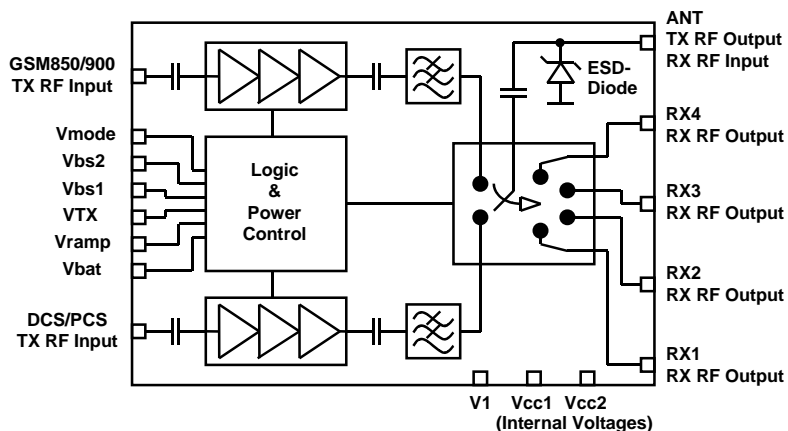 GSM850/900
TX RF Input
Vmode
Vbs2
Vbs1
VTX
Vramp
Vbat
DCS/PCS
TX RF Input
Logic
&
Power
Control
ESD-
Diode
ANT
TX RF Output
RX RF Input
RX4
RX RF Output
RX3
RX RF Output
RX2
RX RF Output
RX1
RX RF Output
V1 Vcc1 Vcc2
(Internal Voltages)